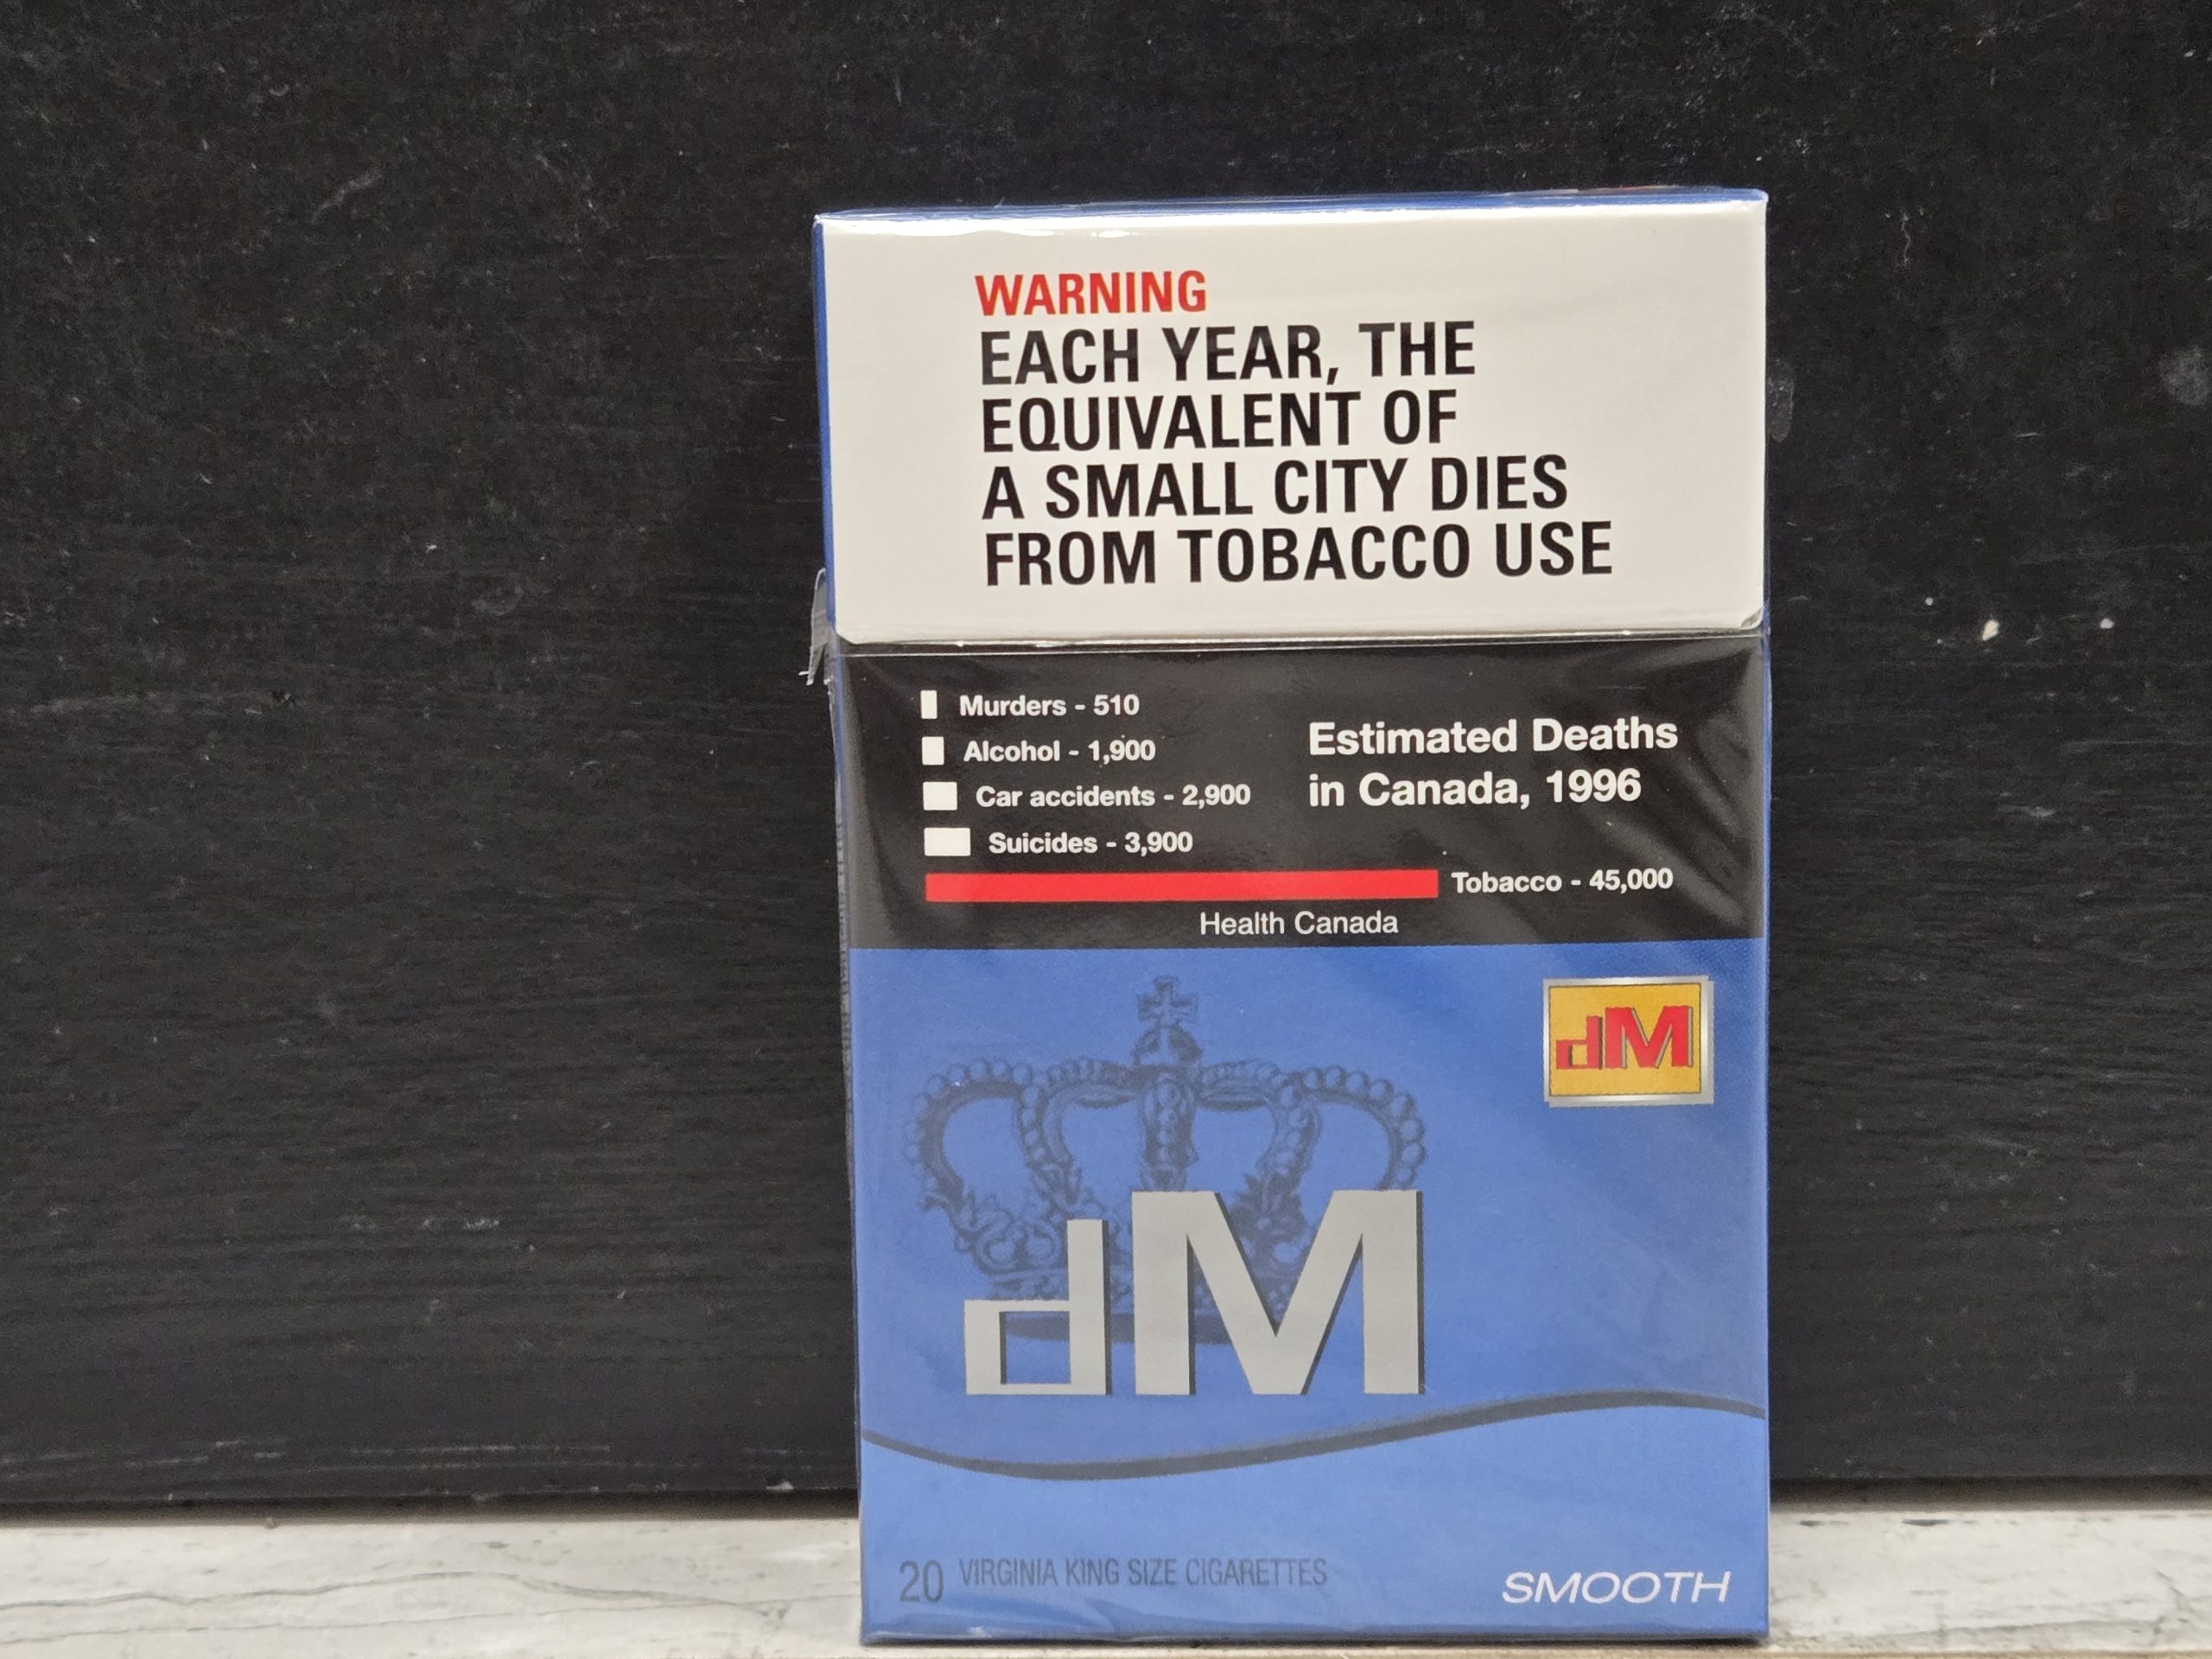 WARNING
EACH YEAR, THE
EQUIVALENT OF
A SMALL CITY DIES
FROM TOBACCO USE
Murders - 510
Alcohol - 1,900
Car accidents - 2,900
Suicides - 3,900
Estimated Deaths
in Canada, 1996
Tobacco - 45,000
Health Canada
dM
dM
20 VIRGINIA KING SIZE CIGARETTES
SMOOTH